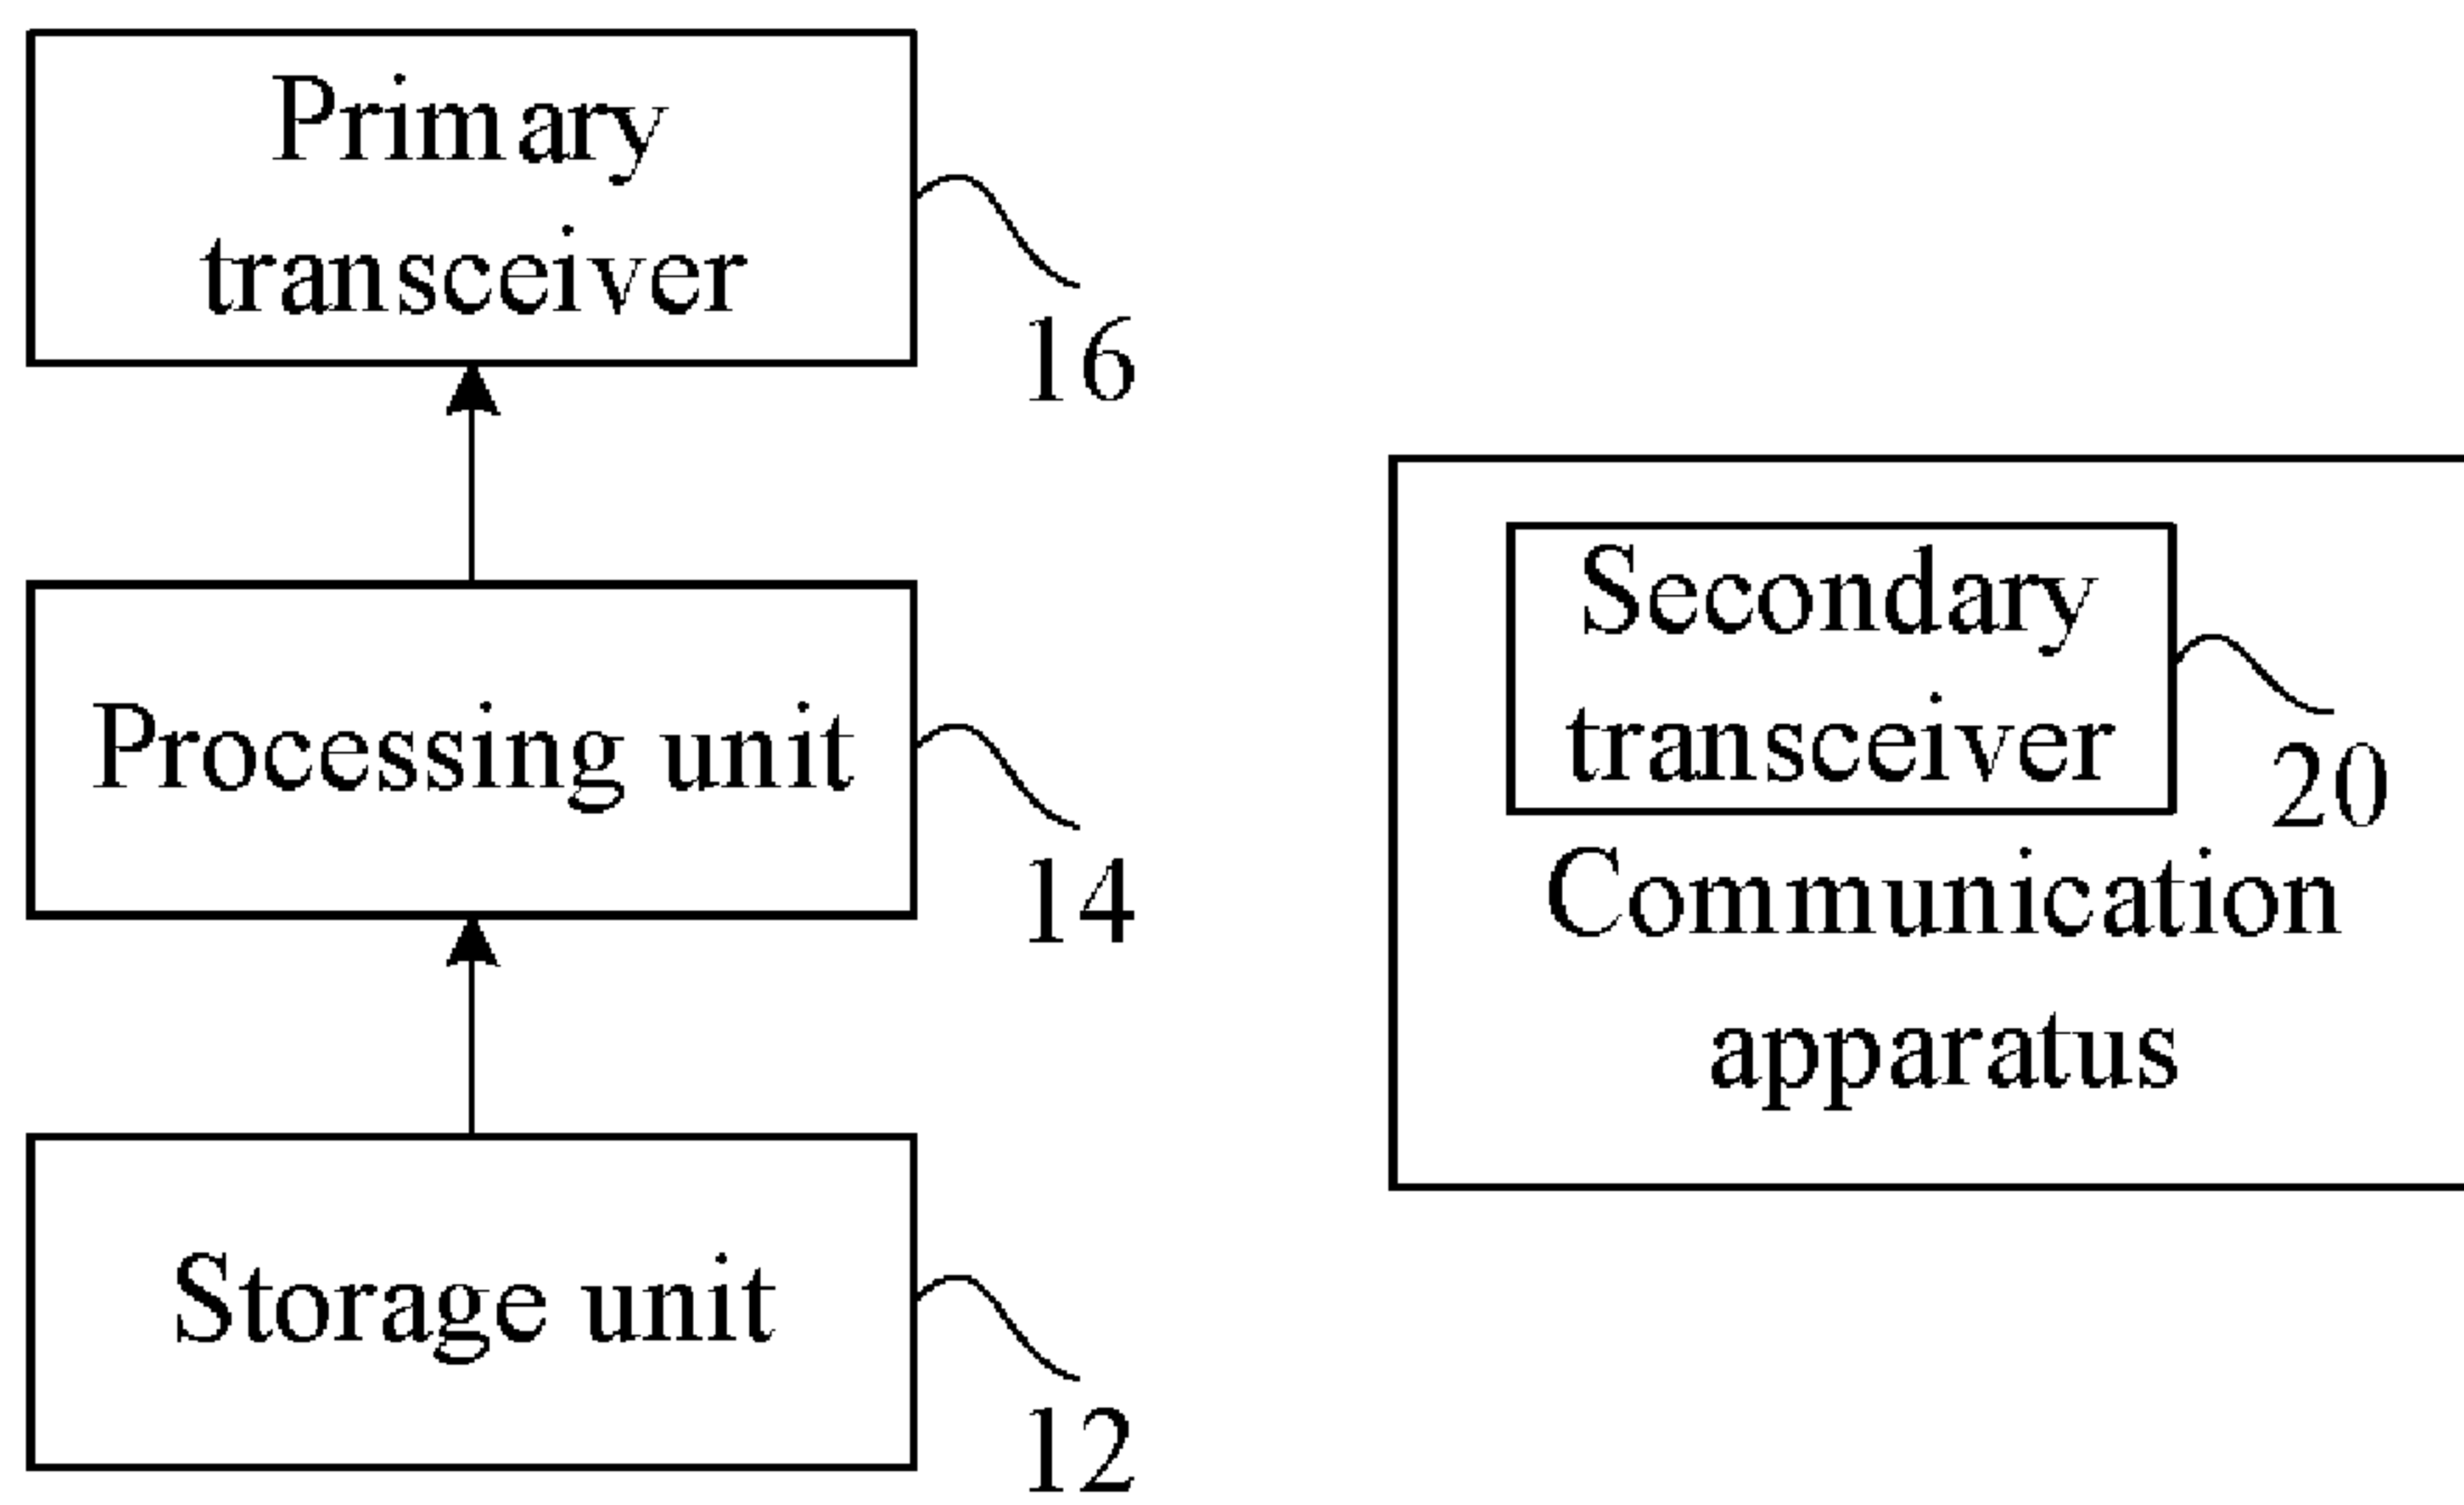 Primary
transceiver
16
Processing unit
14
Storage unit
12
Secondary
transceiver
20
Communication
apparatus